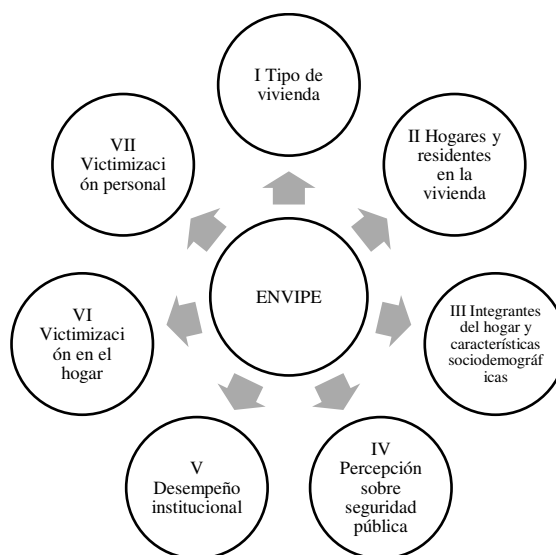 I Tipo de
vivienda
II Hogares y
residentes
en la
vivienda
III Integrantes
del hogar y
características
sociodemográf
icas
IV
Percepción
sobre
seguridad
pública
V
Desempeño
institucional
VI
Victimizaci
ón en el
hogar
VII
Victimizaci
ón personal
ENVIPE